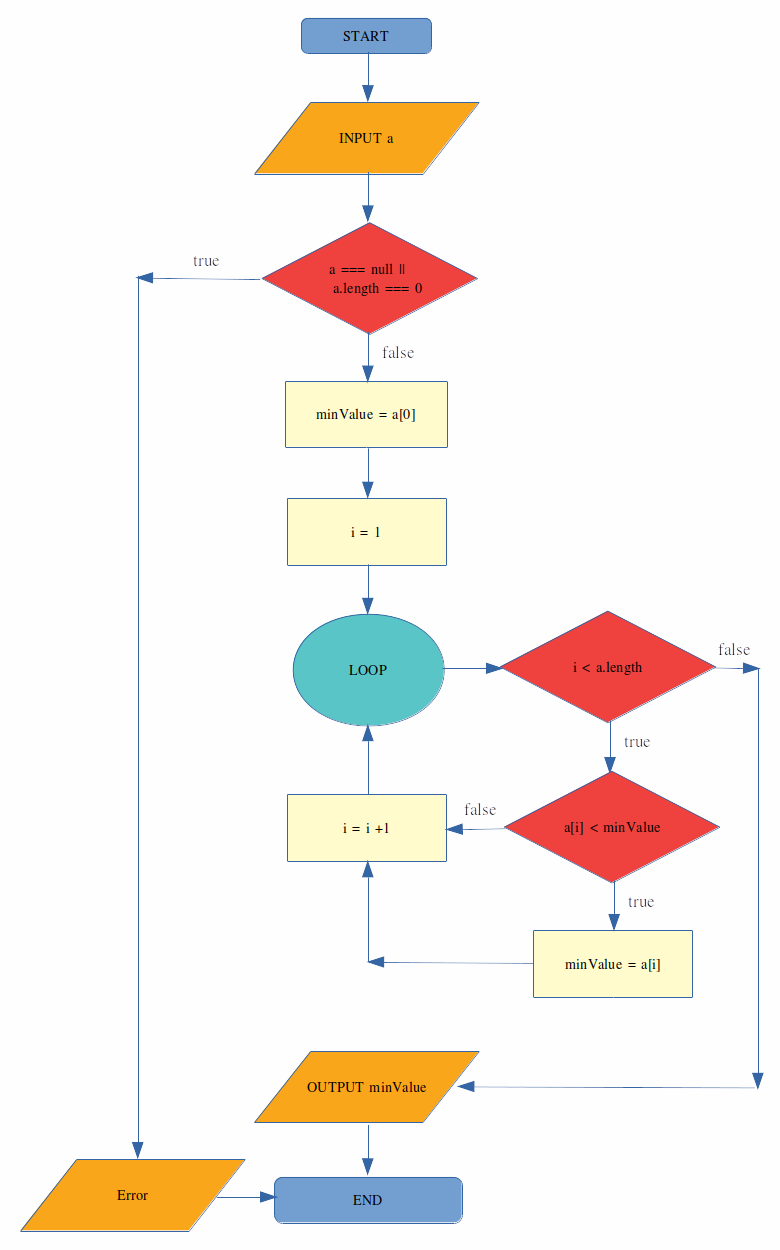 START
INPUT a
a === null ||
a.length === 0
true
false
minValue = a[0]
i = 1
LOOP
i < a.length
false
true
i = i +1
false
a[i] < minValue
true
minValue = a[i]
OUTPUT minValue
Error
END